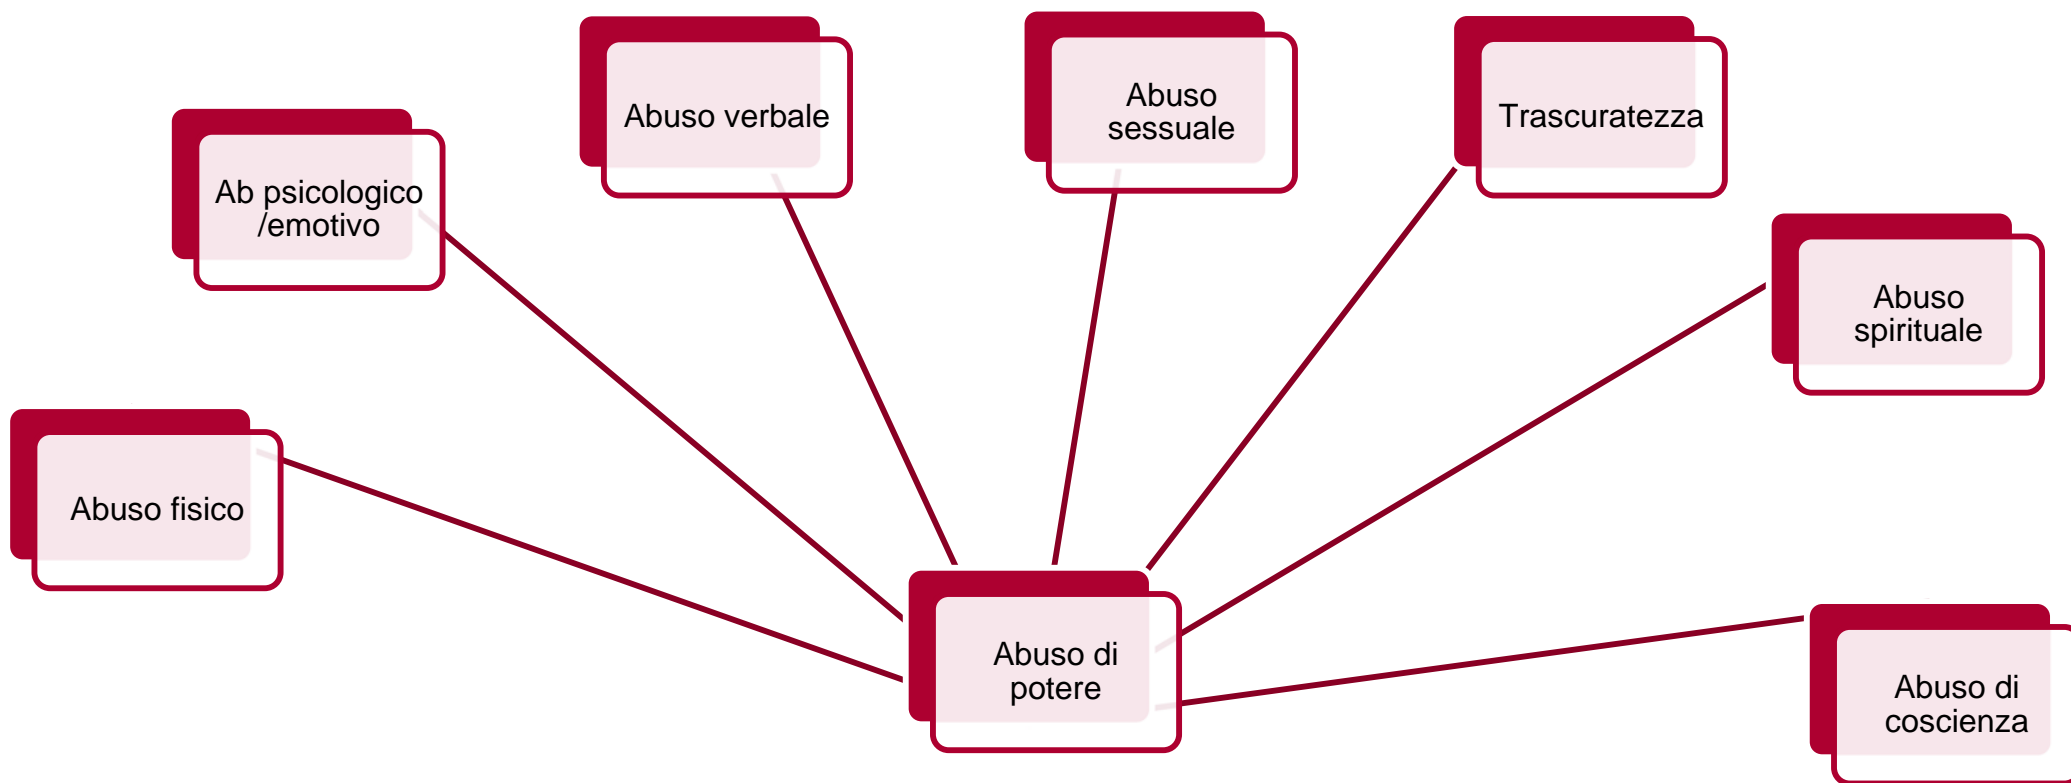 Abuso verbale
Abuso
sessuale
Trascuratezza
Ab psicologico
/emotivo
Abuso
spirituale
Abuso fisico
Abuso di
potere
Abuso di
coscienza